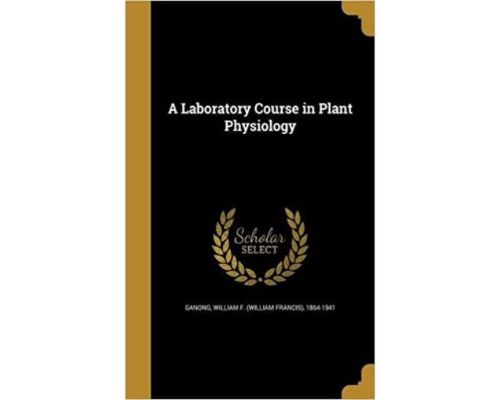 A Laboratory Course in Plant
Physiology
Scholar
SELECT
GANONG, WILLIAM F. (WILLIAM FRANCIS), 1864-1941